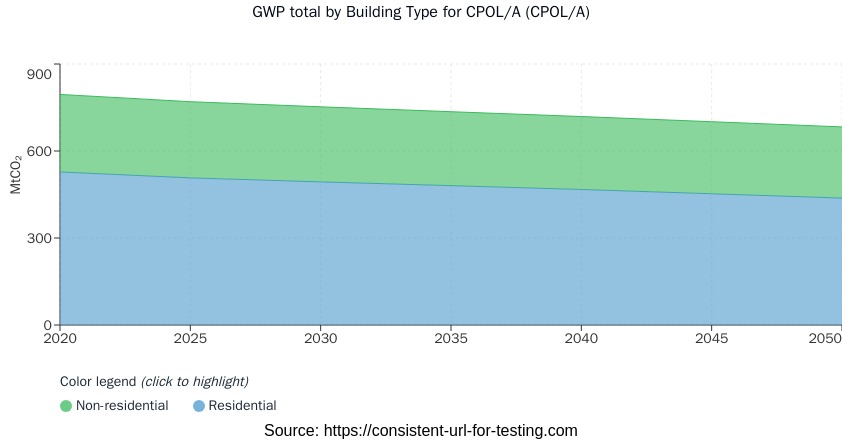 GWP total by Building Type for CPOL/A (CPOL/A)
900
600
300
0
MtCO₂
2020 2025 2030 2035 2040 2045 2050
Color legend (click to highlight)
Non-residential Residential
Source: https://consistent-url-for-testing.com